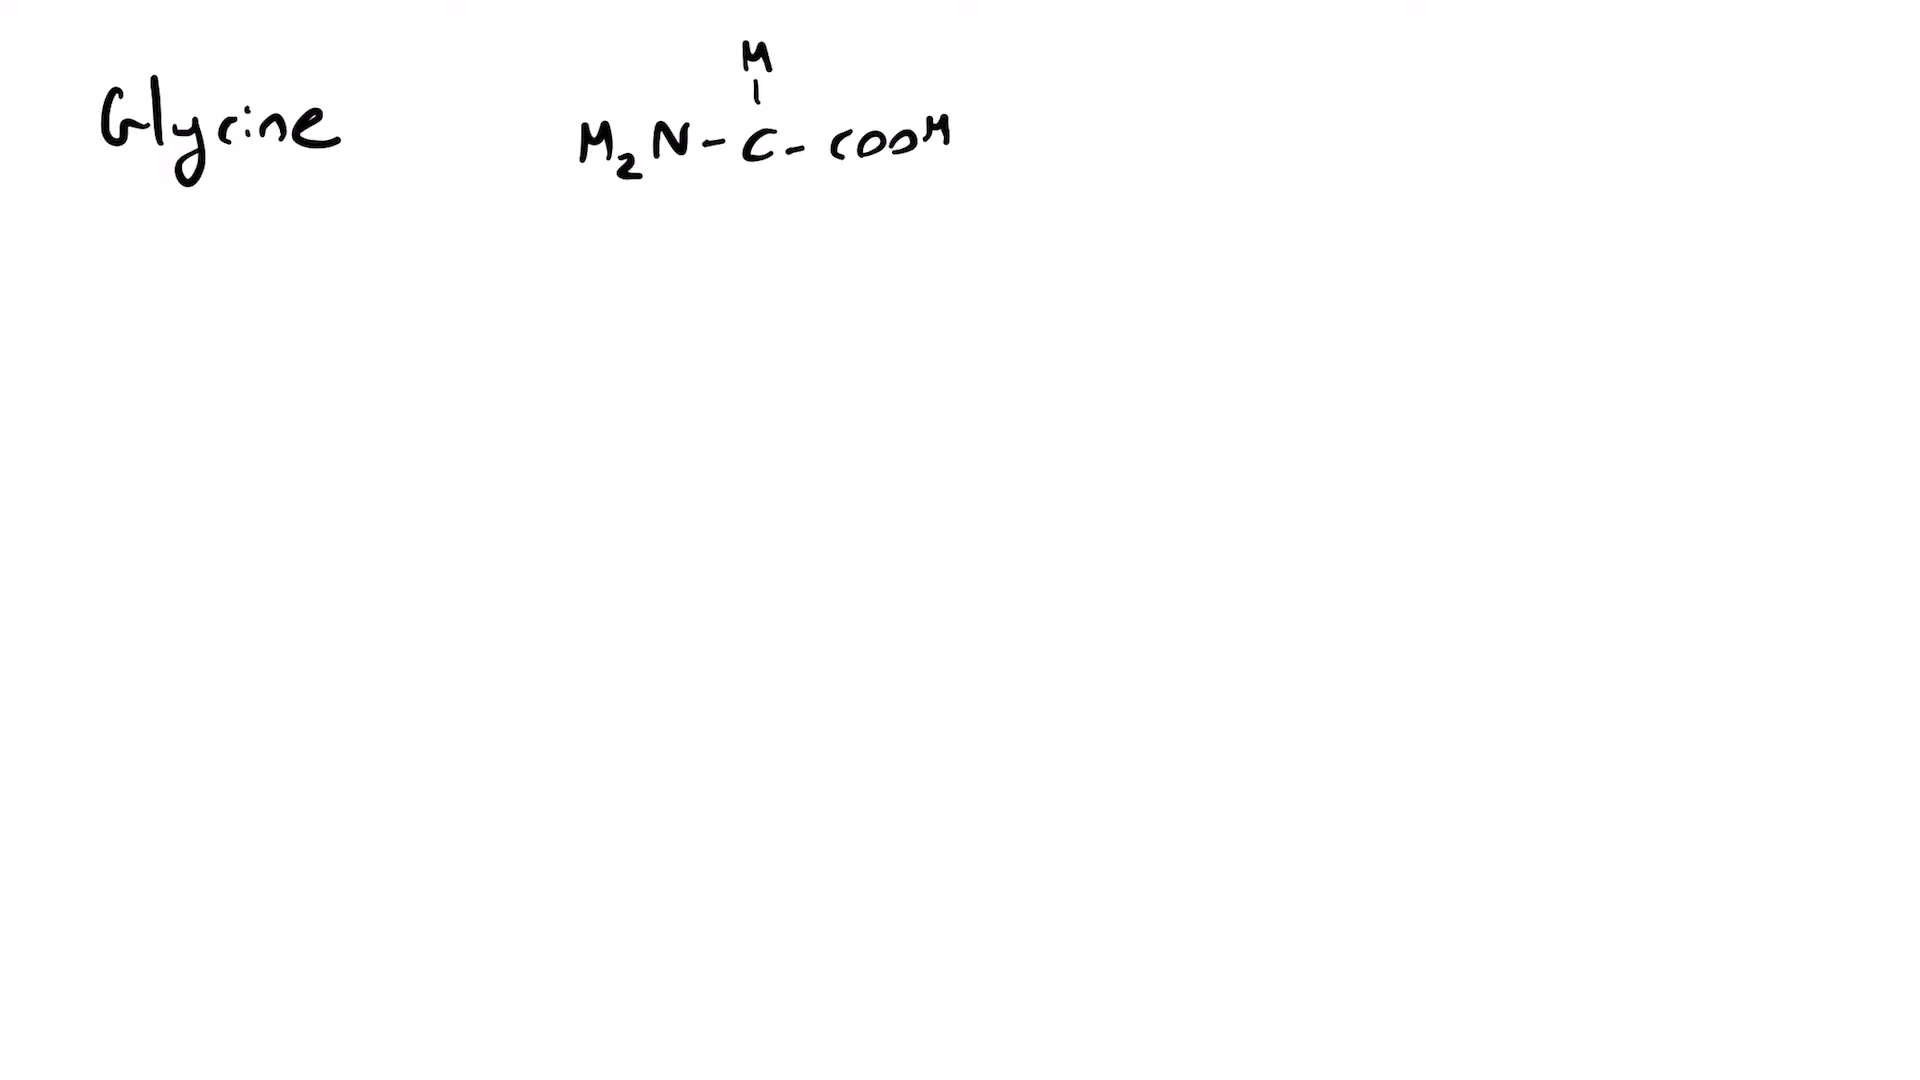 H
|
Glycine H₂N - C - COOH